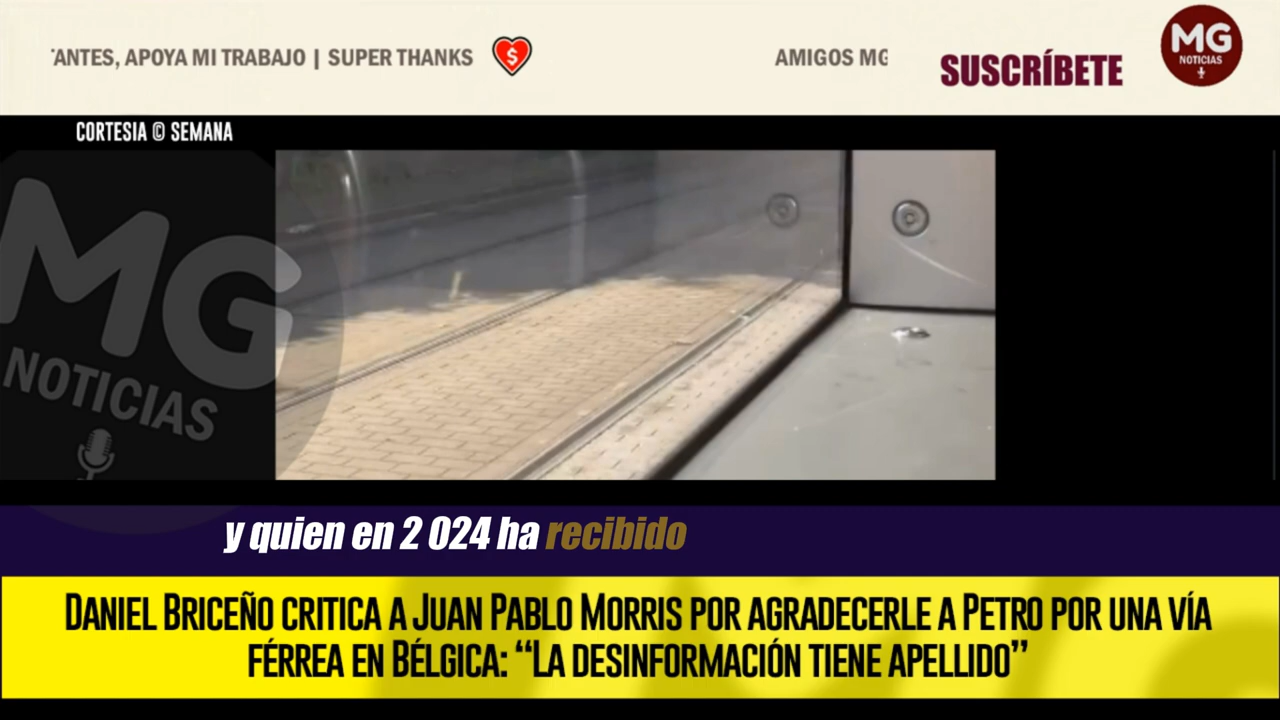 TANTES, APOYA MI TRABAJO | SUPER THANKS
AMIGOS MG
SUSCRÍBETE
MG
NOTICIAS
CORTESIA © SEMANA
MG
NOTICIAS
y quien en 2 024 ha recibido
DANIEL BRICEÑO CRITICA A JUAN PABLO MORRIS POR AGRADECERLE A PETRO POR UNA VÍA
FÉRREA EN BÉLGICA: “LA DESINFORMACIÓN TIENE APELLIDO”